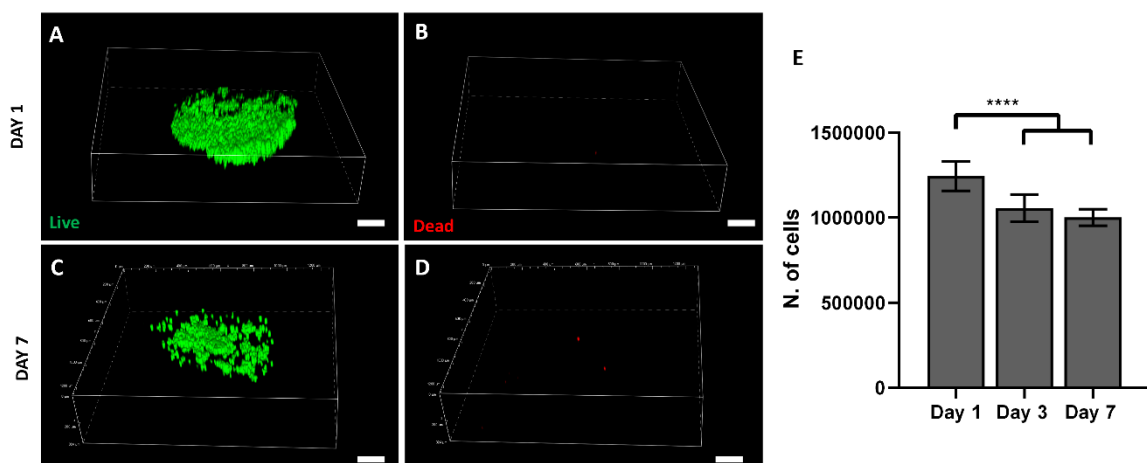 A
B
DAY 1
Live
Dead
C
D
DAY 7
E
****
1500000
1000000
500000
0
N. of cells
Day 1 Day 3 Day 7